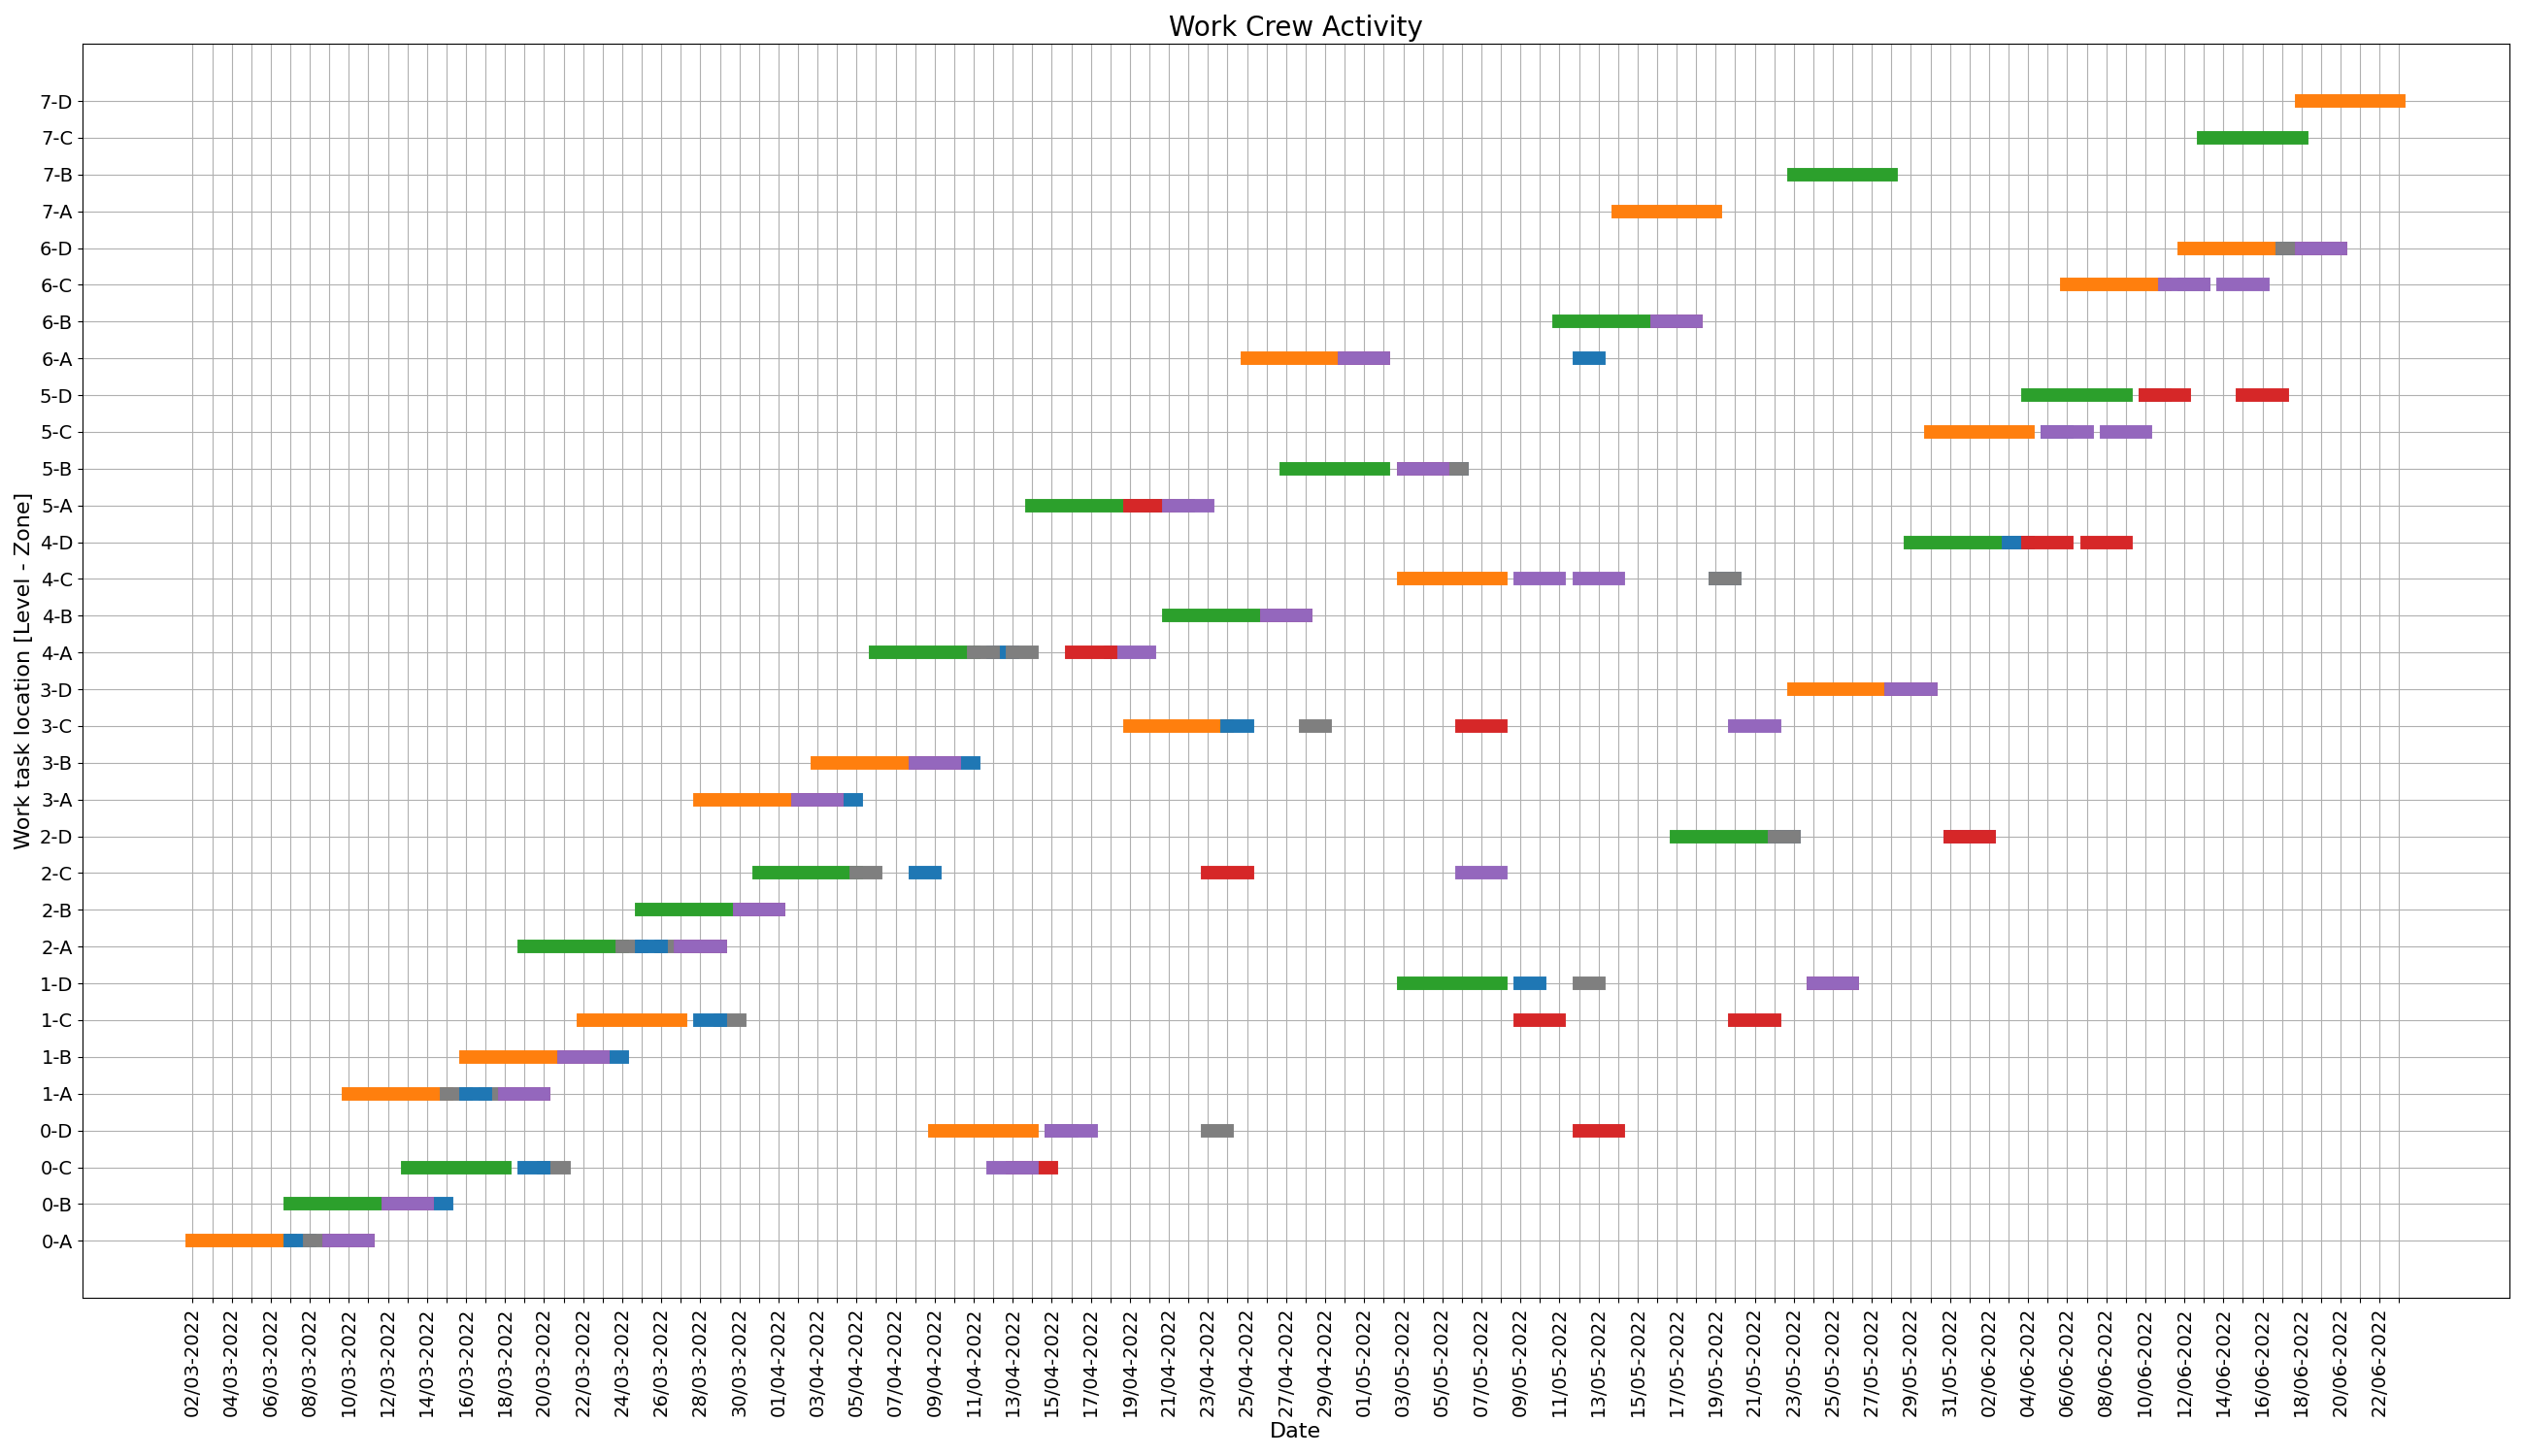 Work Crew Activity
Work task location [Level - Zone]
7-D
7-C
7-B
7-A
6-D
6-C
6-B
6-A
5-D
5-C
5-B
5-A
4-D
4-C
4-B
4-A
3-D
3-C
3-B
3-A
2-D
2-C
2-B
2-A
1-D
1-C
1-B
1-A
0-D
0-C
0-B
0-A
02/03-2022
04/03-2022
06/03-2022
08/03-2022
10/03-2022
12/03-2022
14/03-2022
16/03-2022
18/03-2022
20/03-2022
22/03-2022
24/03-2022
26/03-2022
28/03-2022
30/03-2022
01/04-2022
03/04-2022
05/04-2022
07/04-2022
09/04-2022
11/04-2022
13/04-2022
15/04-2022
17/04-2022
19/04-2022
21/04-2022
23/04-2022
25/04-2022
27/04-2022
29/04-2022
01/05-2022
03/05-2022
05/05-2022
07/05-2022
09/05-2022
11/05-2022
13/05-2022
15/05-2022
17/05-2022
19/05-2022
21/05-2022
23/05-2022
25/05-2022
27/05-2022
29/05-2022
31/05-2022
02/06-2022
04/06-2022
06/06-2022
08/06-2022
10/06-2022
12/06-2022
14/06-2022
16/06-2022
18/06-2022
20/06-2022
22/06-2022
Date